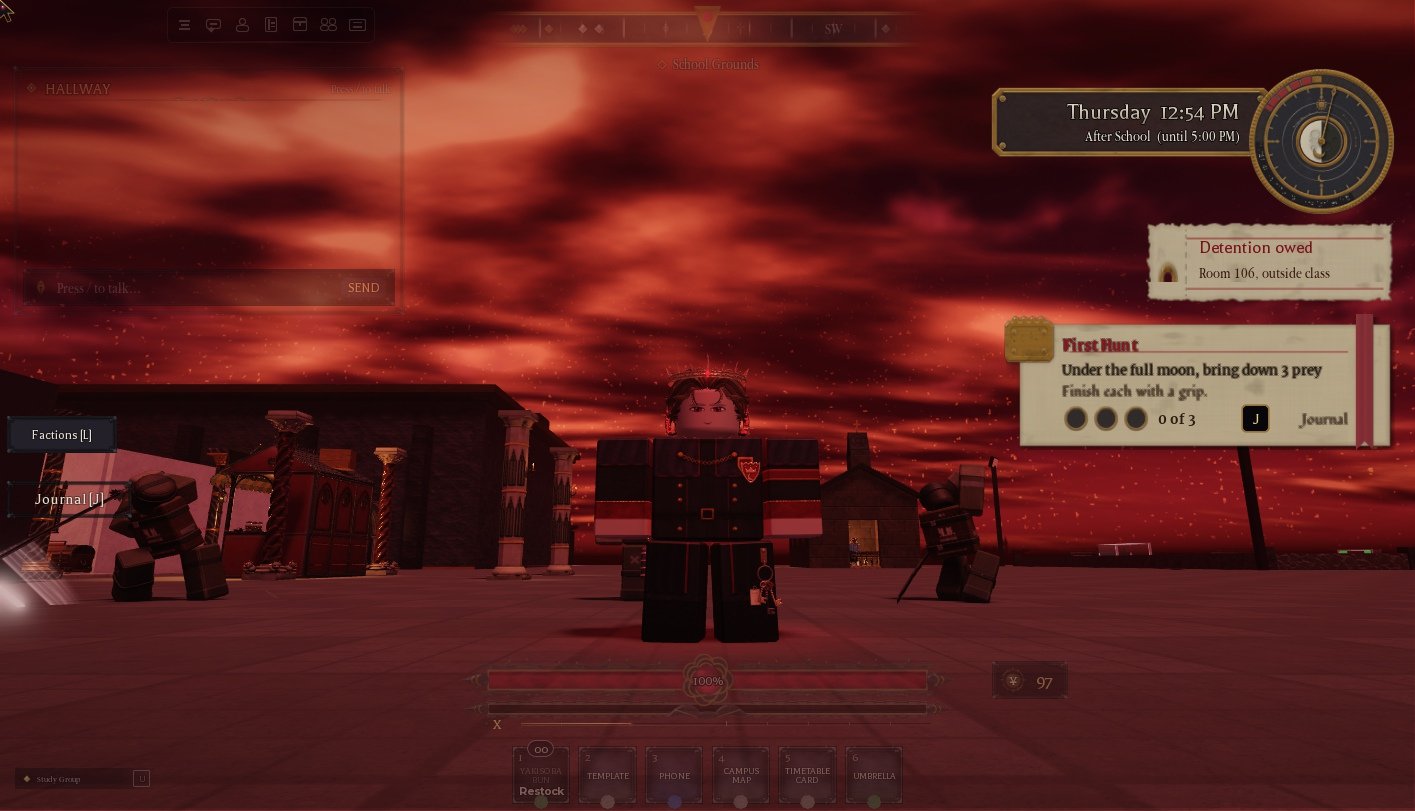 SW
School Grounds
HALLWAY
Press / to talk
Thursday 12:54 PM
After School (until 5:00 PM)
Detention owed
Room 106, outside class
Press / to talk...
SEND
First Hunt
Under the full moon, bring down 3 prey
Finish each with a grip.
0 of 3
J
Journal
Factions [L]
Journal [J]
100%
¥ 97
X
00
1
YAKISOBA
BUN
Restock
2
TEMPLATE
3
PHONE
4
CAMPUS
MAP
5
TIMETABLE
CARD
6
UMBRELLA
Study Group
U